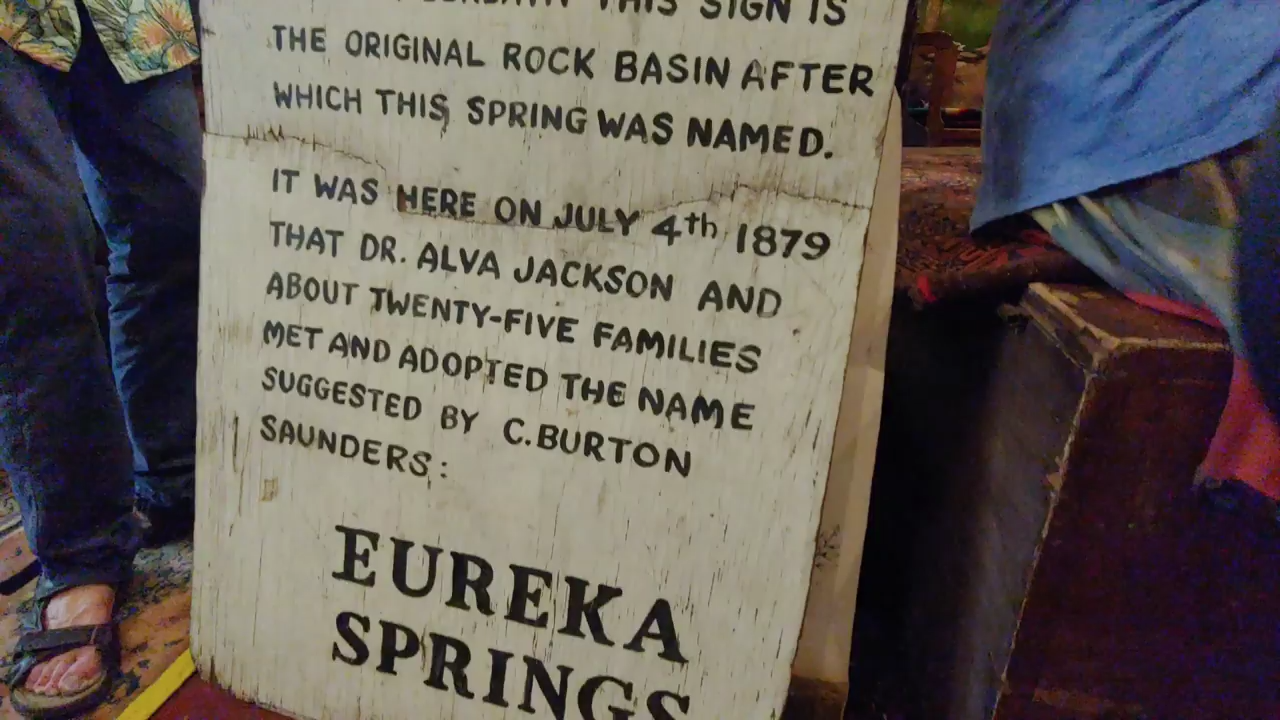 THIS SIGN IS
THE ORIGINAL ROCK BASIN AFTER
WHICH THIS SPRING WAS NAMED.
IT WAS HERE ON JULY 4th 1879
THAT DR. ALVA JACKSON AND
ABOUT TWENTY-FIVE FAMILIES
MET AND ADOPTED THE NAME
SUGGESTED BY C.BURTON
SAUNDERS:
EUREKA
SPRINGS